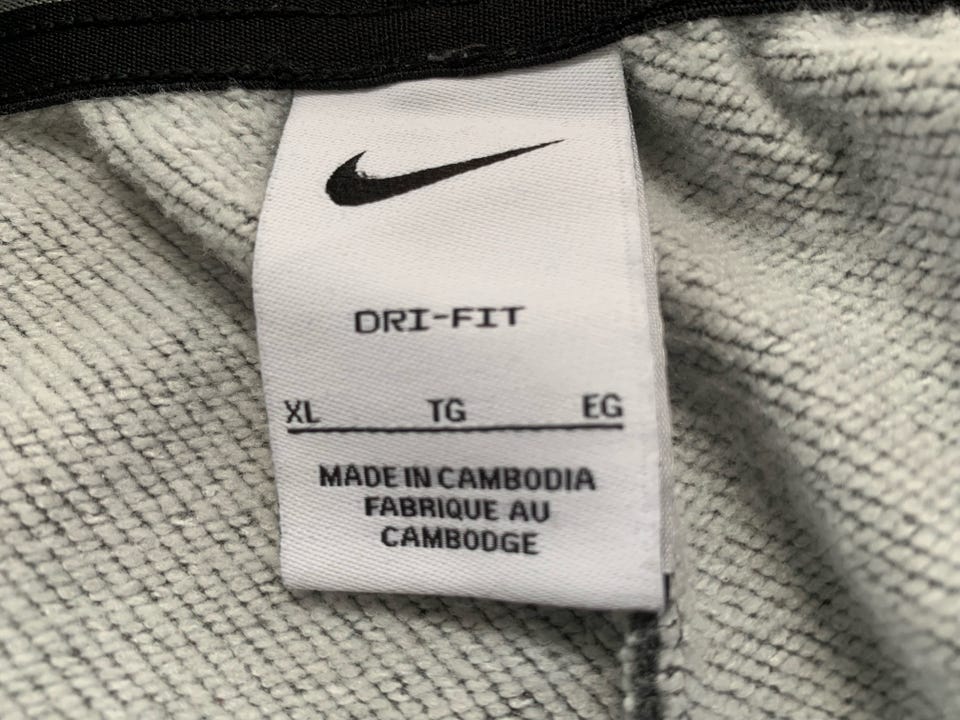 DRI-FIT
XL TG EG
MADE IN CAMBODIA
FABRIQUE AU
CAMBODGE